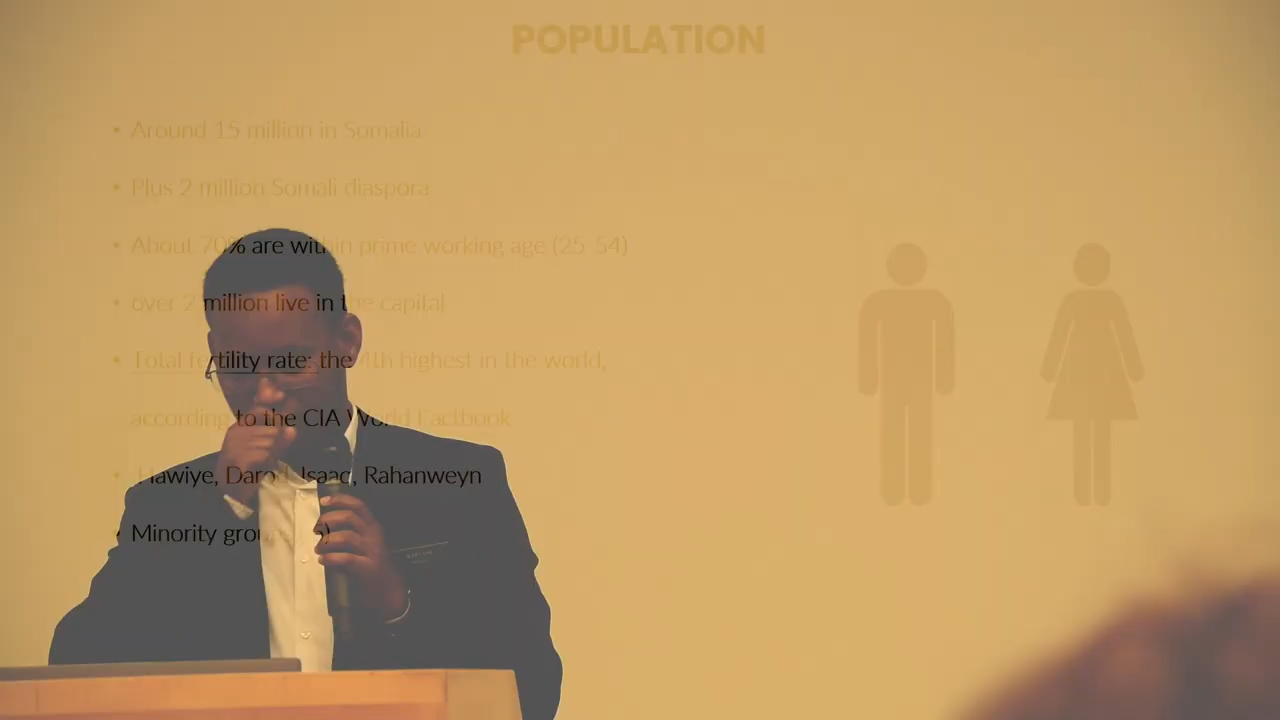 POPULATION
• Around 15 million in Somalia
• Plus 2 million Somali diaspora
• About 70% are within prime working age (25-54)
• over 2 million live in the capital
• Total fertility rate: the 4th highest in the world,
according to the CIA World Factbook
• Hawiye, Darod, Isaaq, Rahanweyn
• Minority groups